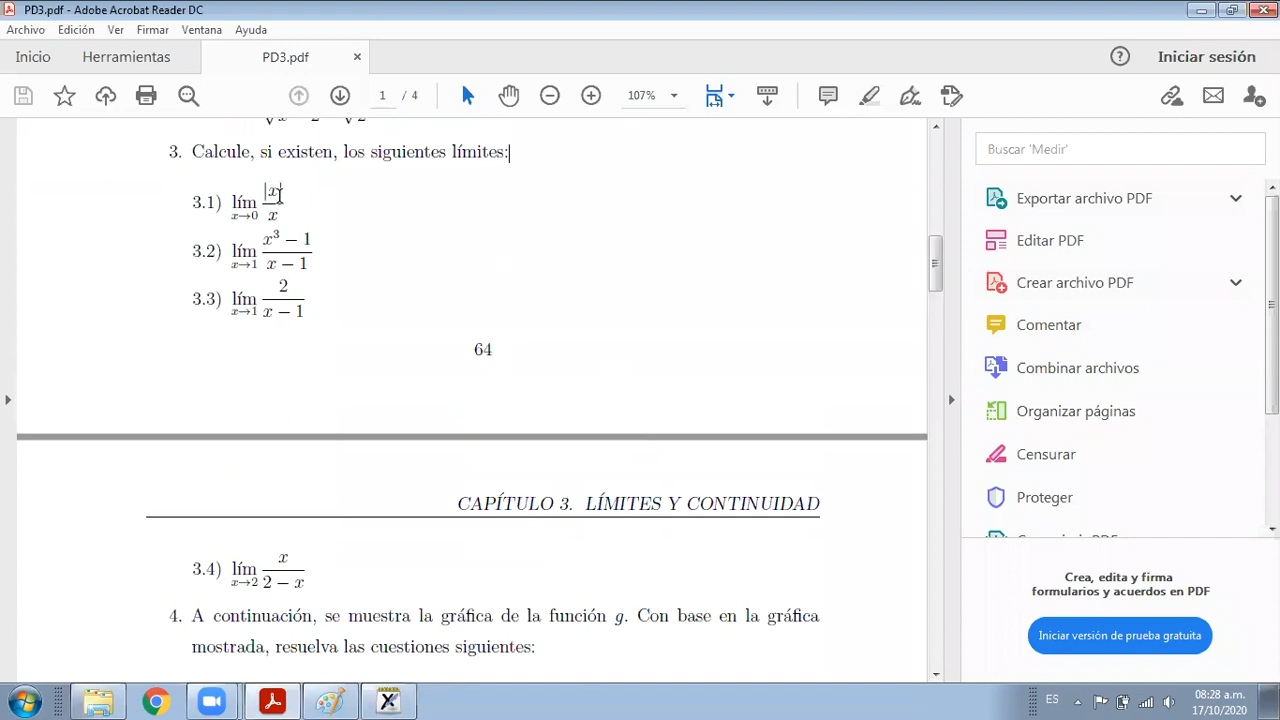 PD3.pdf - Adobe Acrobat Reader DC
Archivo Edición Ver Firmar Ventana Ayuda
Inicio Herramientas PD3.pdf × Iniciar sesión
1 / 4 107%
3. Calcule, si existen, los siguientes límites:
3.1) lím x→0 |x| / x
3.2) lím x→1 x³ − 1 / x − 1
3.3) lím x→1 2 / x − 1
64
CAPÍTULO 3. LÍMITES Y CONTINUIDAD
3.4) lím x→2 x / 2 − x
4. A continuación, se muestra la gráfica de la función g. Con base en la gráfica
mostrada, resuelva las cuestiones siguientes:
Buscar 'Medir'
Exportar archivo PDF
Editar PDF
Crear archivo PDF
Comentar
Combinar archivos
Organizar páginas
Censurar
Proteger
Crea, edita y firma
formularios y acuerdos en PDF
Iniciar versión de prueba gratuita
ES 08:28 a.m.
17/10/2020